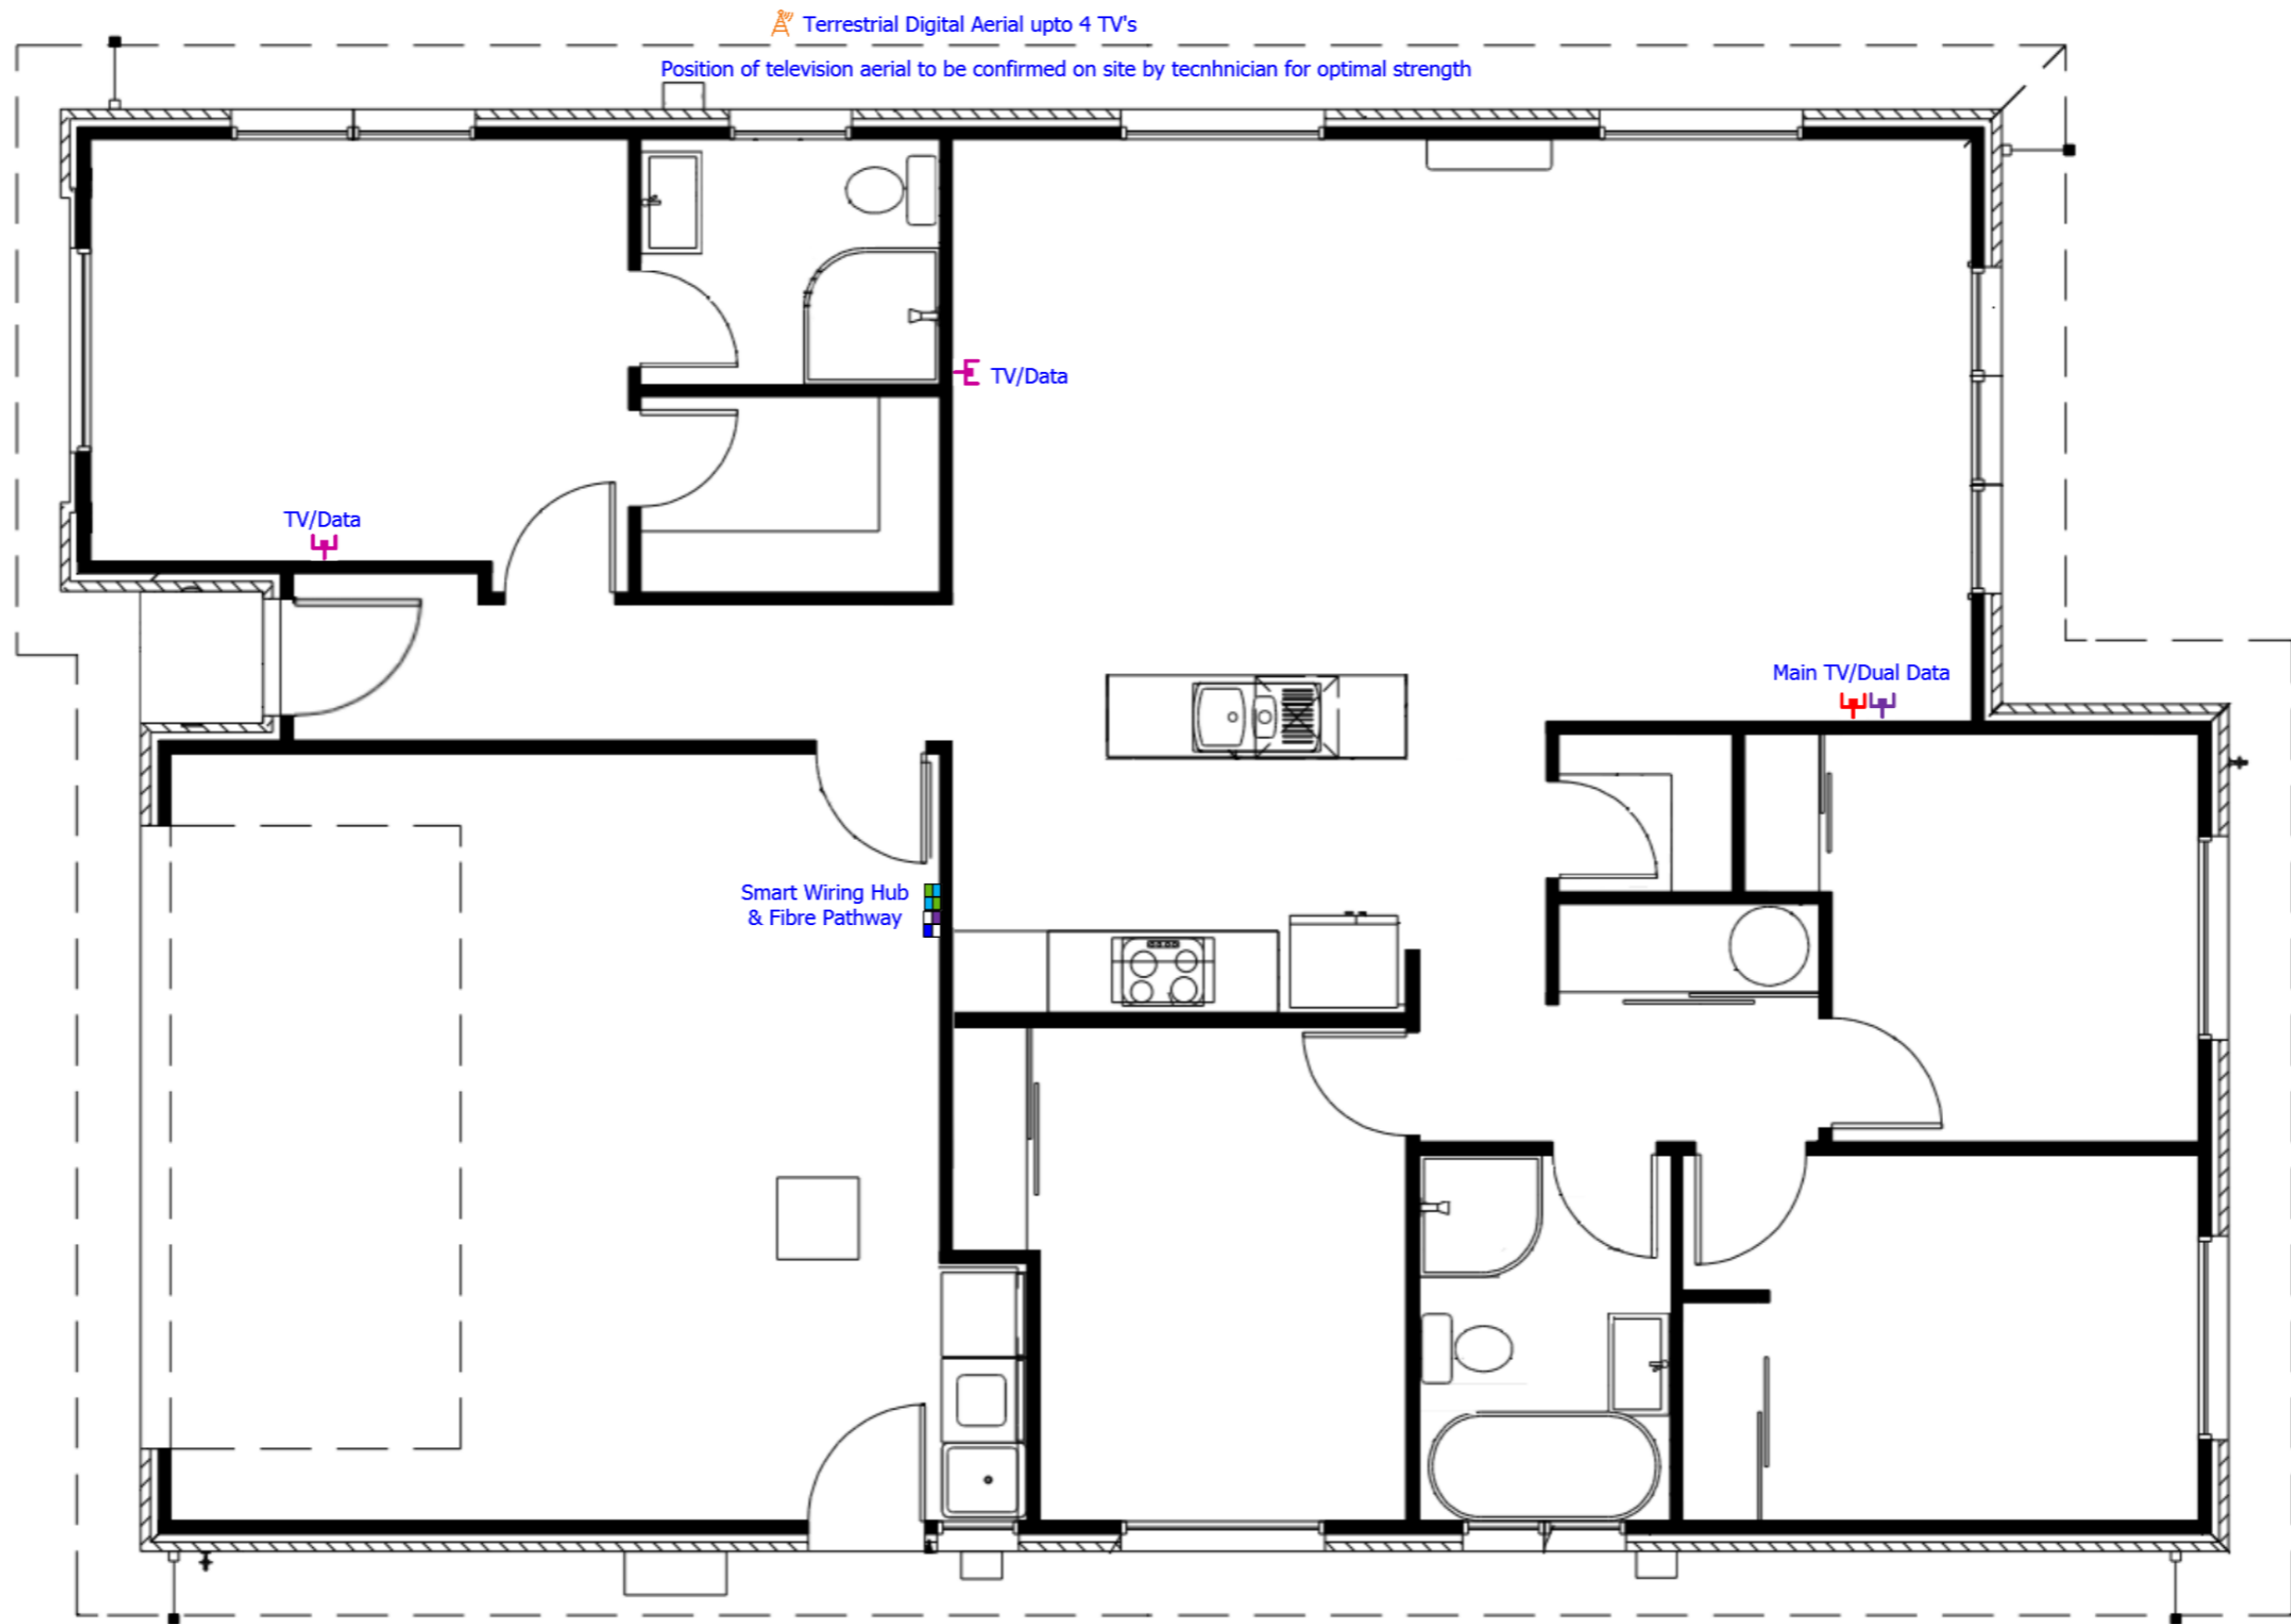 Terrestrial Digital Aerial upto 4 TV's
Position of television aerial to be confirmed on site by tecnhnician for optimal strength
TV/Data
TV/Data
Main TV/Dual Data
Smart Wiring Hub
& Fibre Pathway